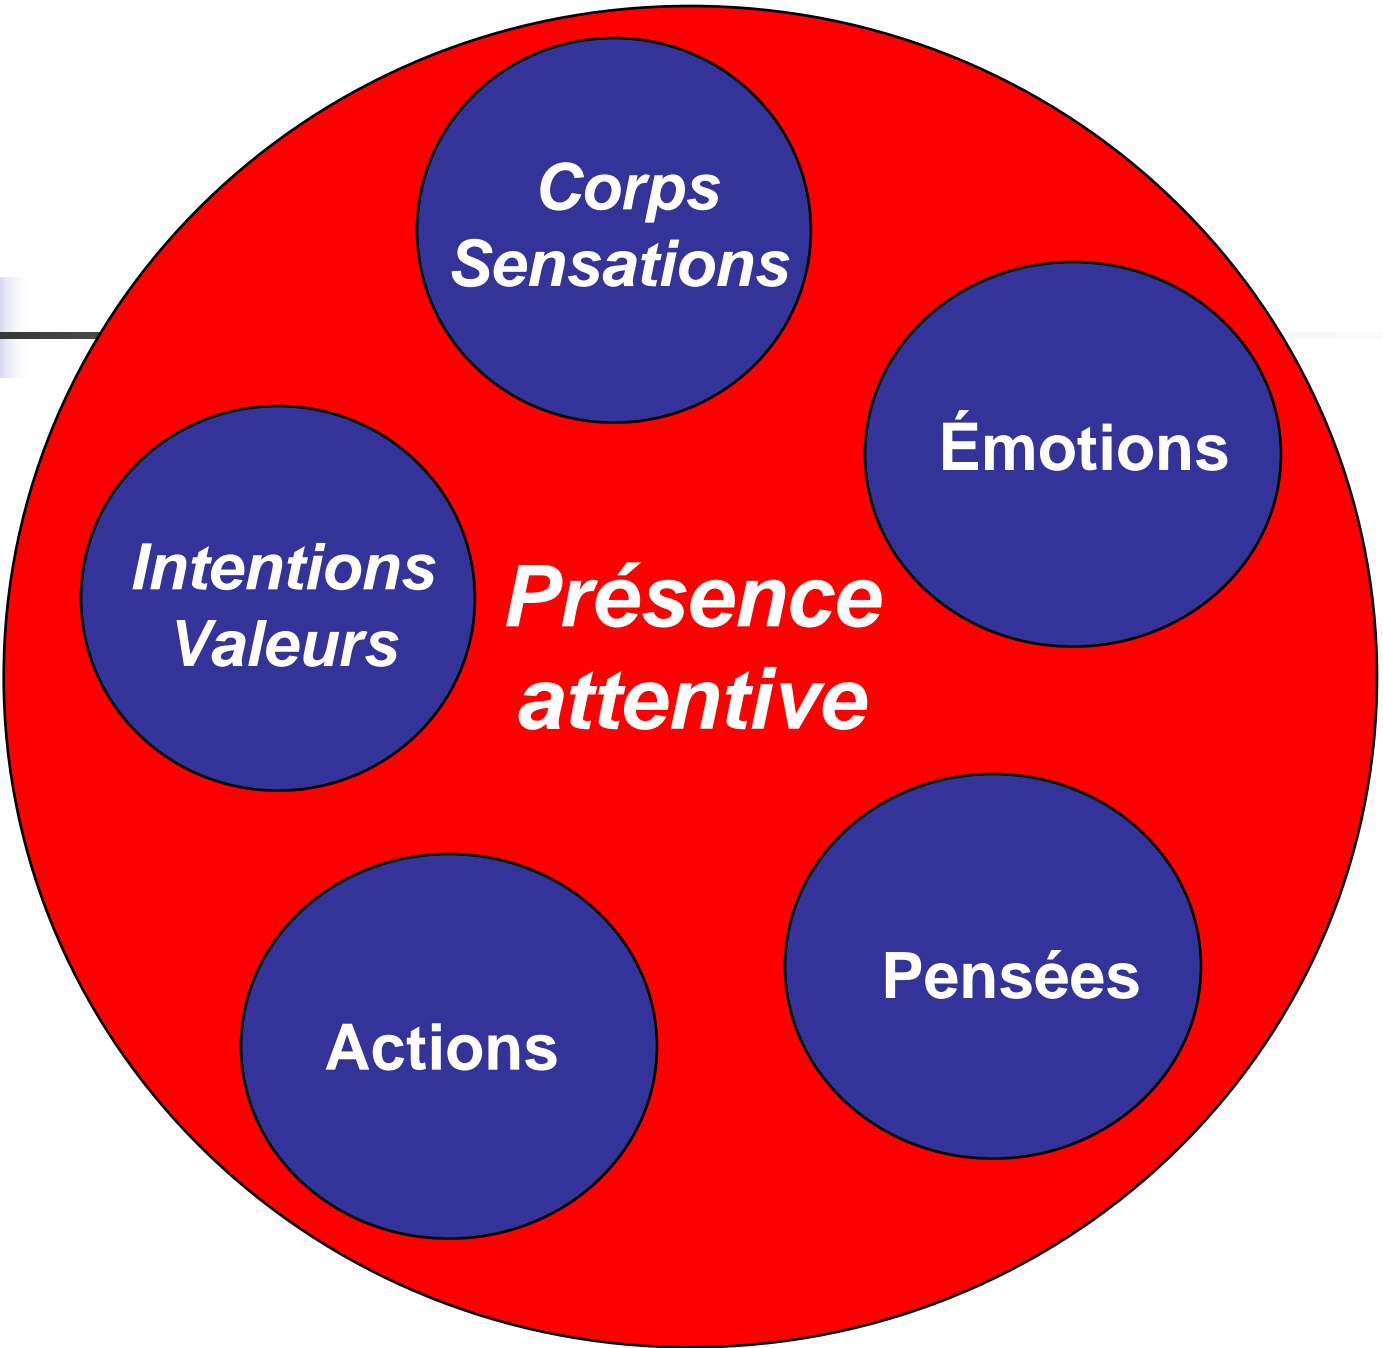 Corps
Sensations
Émotions
Intentions
Valeurs
Présence
attentive
Pensées
Actions